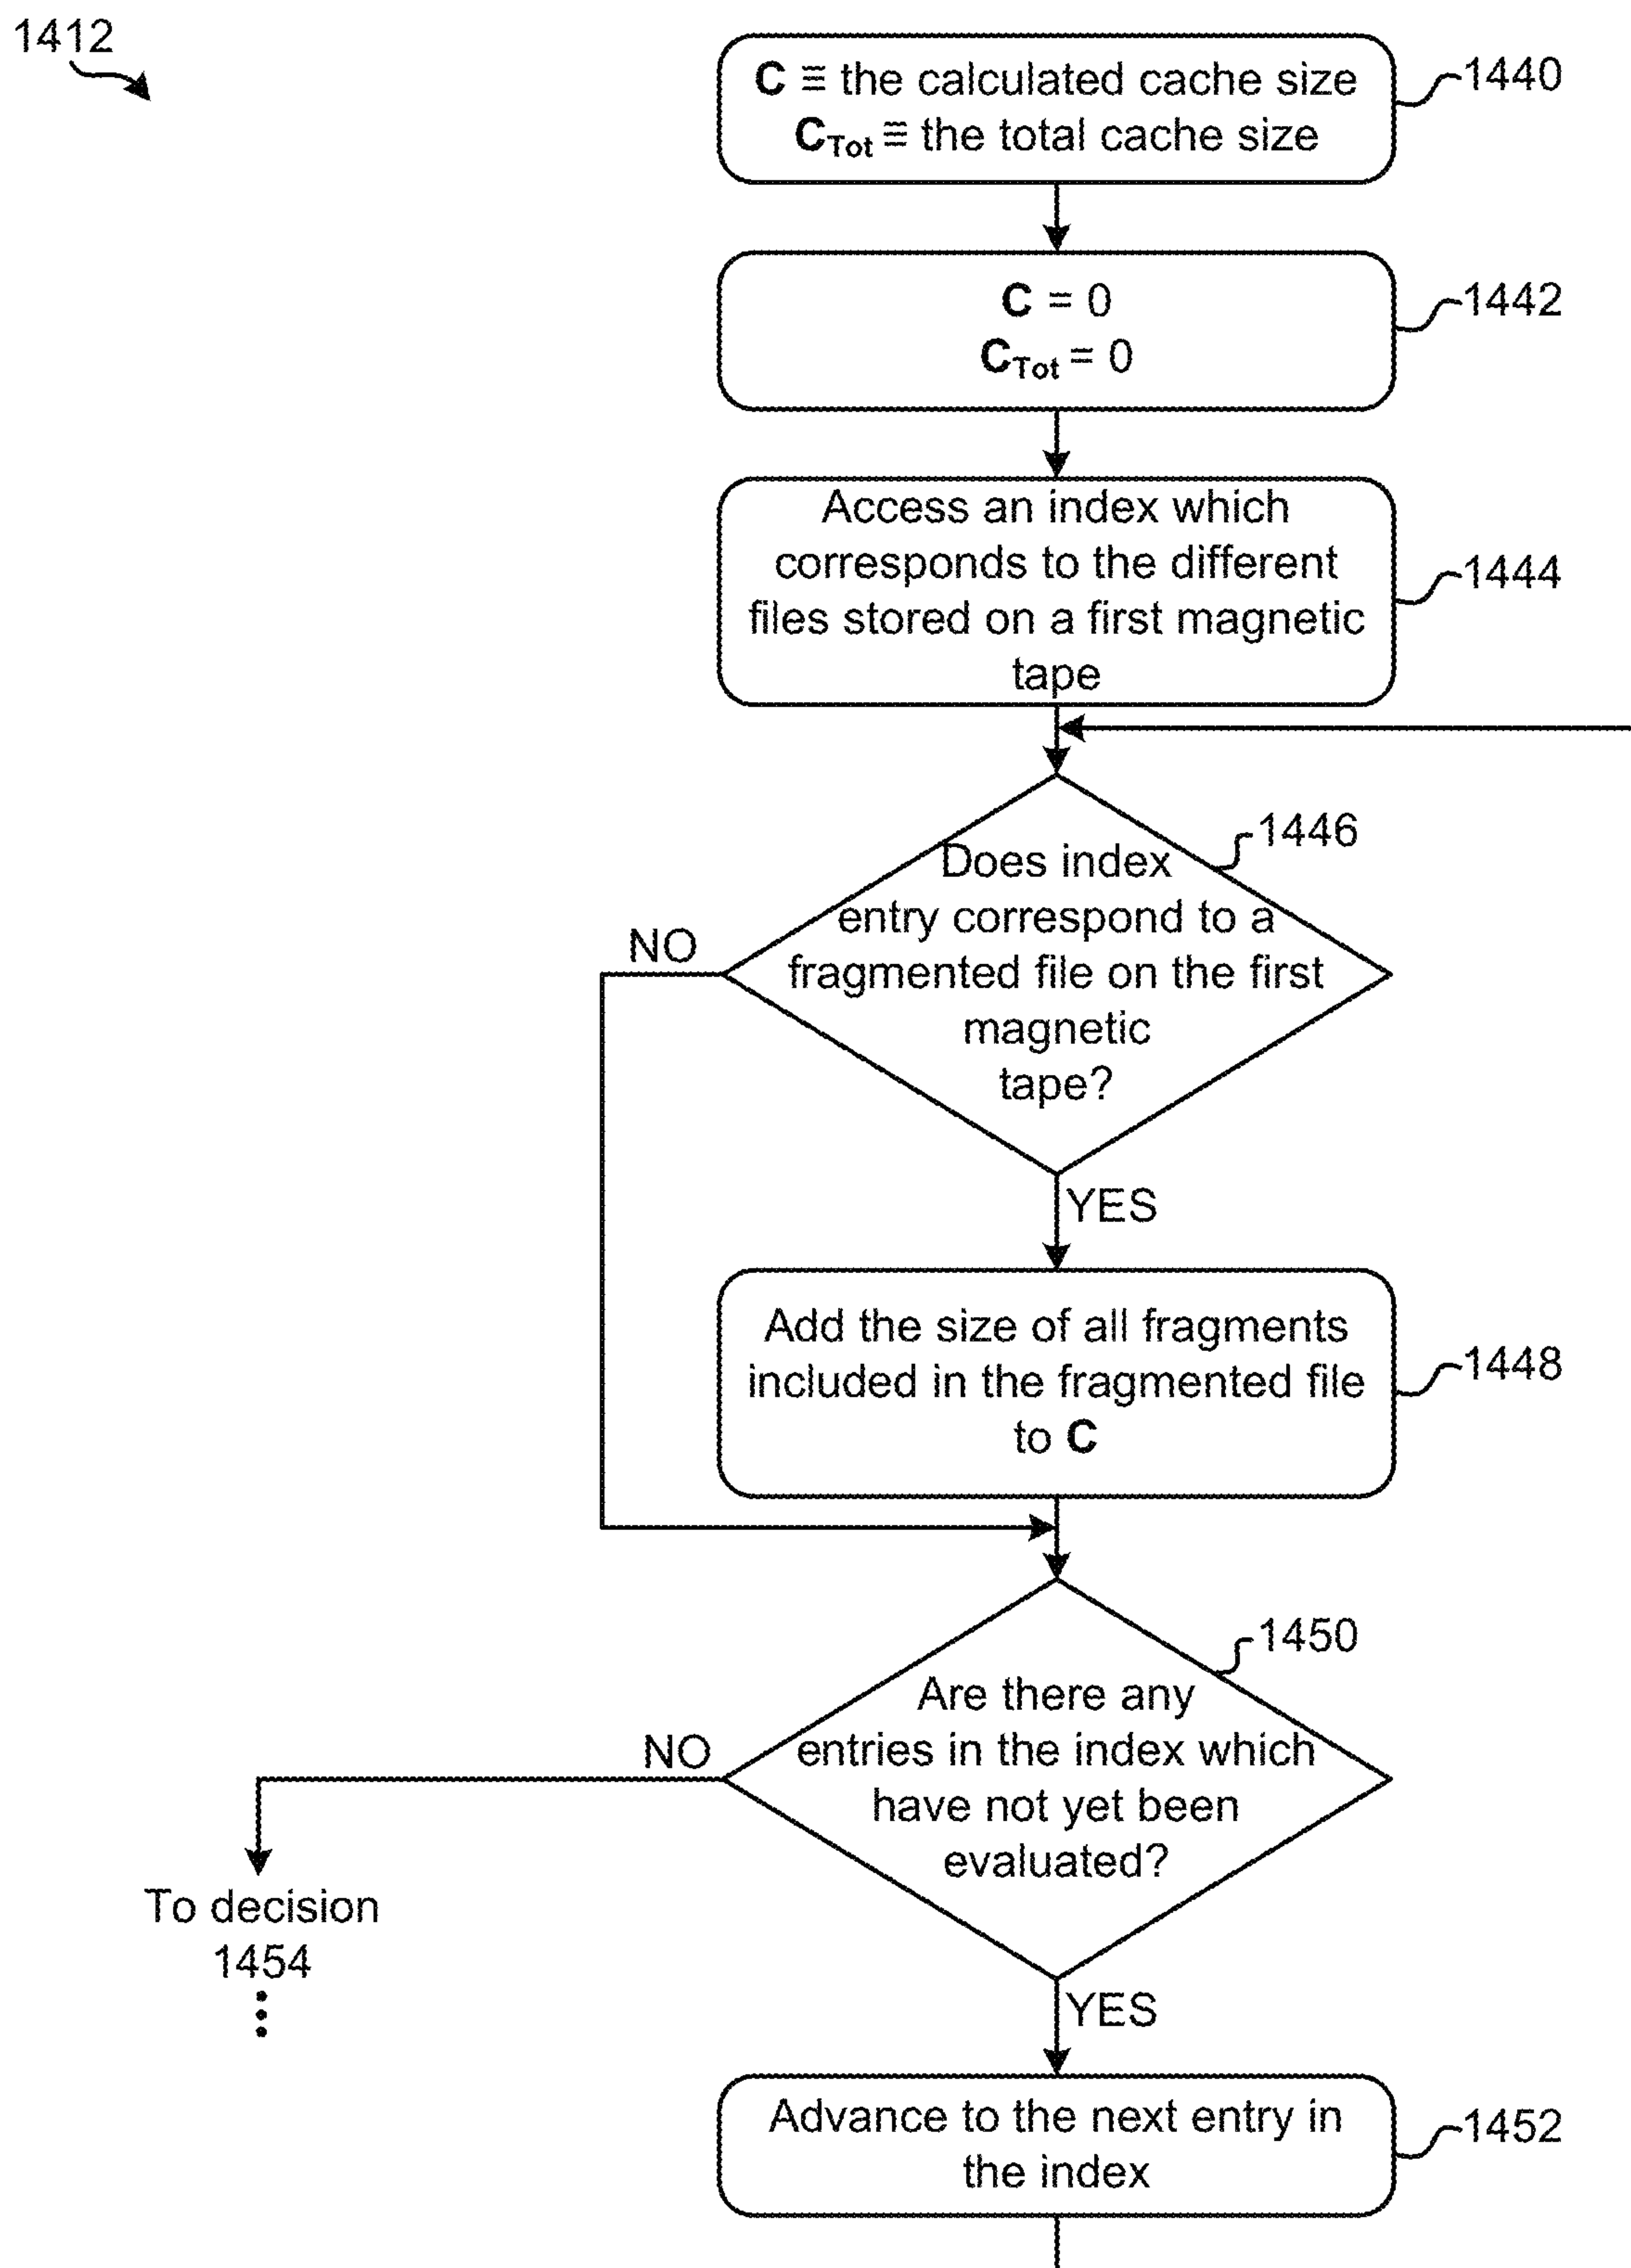 1412
C ≡ the calculated cache size
C_Tot ≡ the total cache size
1440
C = 0
C_Tot = 0
1442
Access an index which
corresponds to the different
files stored on a first magnetic
tape
1444
1446
Does index
entry correspond to a
fragmented file on the first
magnetic
tape?
NO
YES
Add the size of all fragments
included in the fragmented file
to C
1448
1450
Are there any
entries in the index which
have not yet been
evaluated?
NO
To decision
1454
YES
Advance to the next entry in
the index
1452